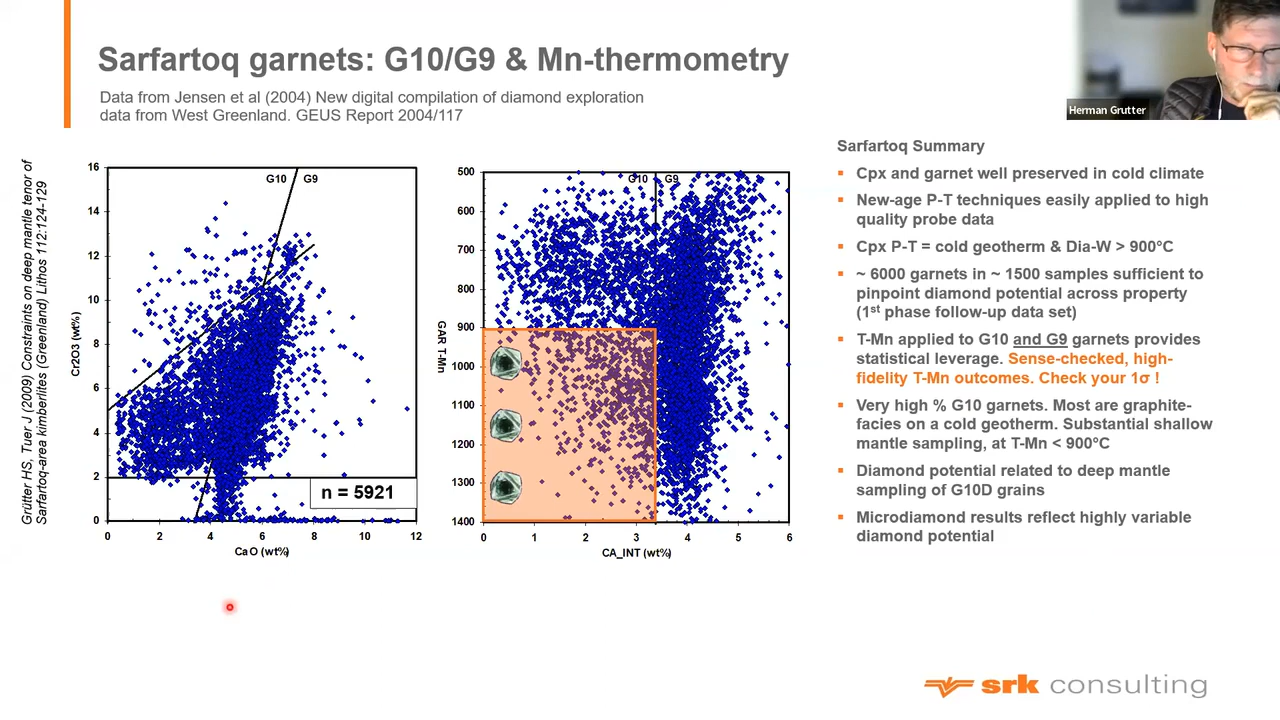 Sarfartoq garnets: G10/G9 & Mn-thermometry
Data from Jensen et al (2004) New digital compilation of diamond exploration
data from West Greenland. GEUS Report 2004/117
Herman Grutter
Grütter HS, Tuer J (2009) Constraints on deep mantle tenor of
Sarfartoq-area kimberlites (Greenland) Lithos 112:124-129
16
14
12
10
8
6
4
2
0
Cr2O3 (wt%)
G10
G9
n = 5921
0
2
4
6
8
10
12
CaO (wt%)
500
600
700
800
900
1000
1100
1200
1300
1400
GAR T-Mn
G10
G9
0
1
2
3
4
5
6
CA_INT (wt%)
Sarfartoq Summary
▪ Cpx and garnet well preserved in cold climate
▪ New-age P-T techniques easily applied to high
quality probe data
▪ Cpx P-T = cold geotherm & Dia-W > 900°C
▪ ~ 6000 garnets in ~ 1500 samples sufficient to
pinpoint diamond potential across property
(1st phase follow-up data set)
▪ T-Mn applied to G10 and G9 garnets provides
statistical leverage. Sense-checked, high-
fidelity T-Mn outcomes. Check your 1σ !
▪ Very high % G10 garnets. Most are graphite-
facies on a cold geotherm. Substantial shallow
mantle sampling, at T-Mn < 900°C
▪ Diamond potential related to deep mantle
sampling of G10D grains
▪ Microdiamond results reflect highly variable
diamond potential
srk consulting